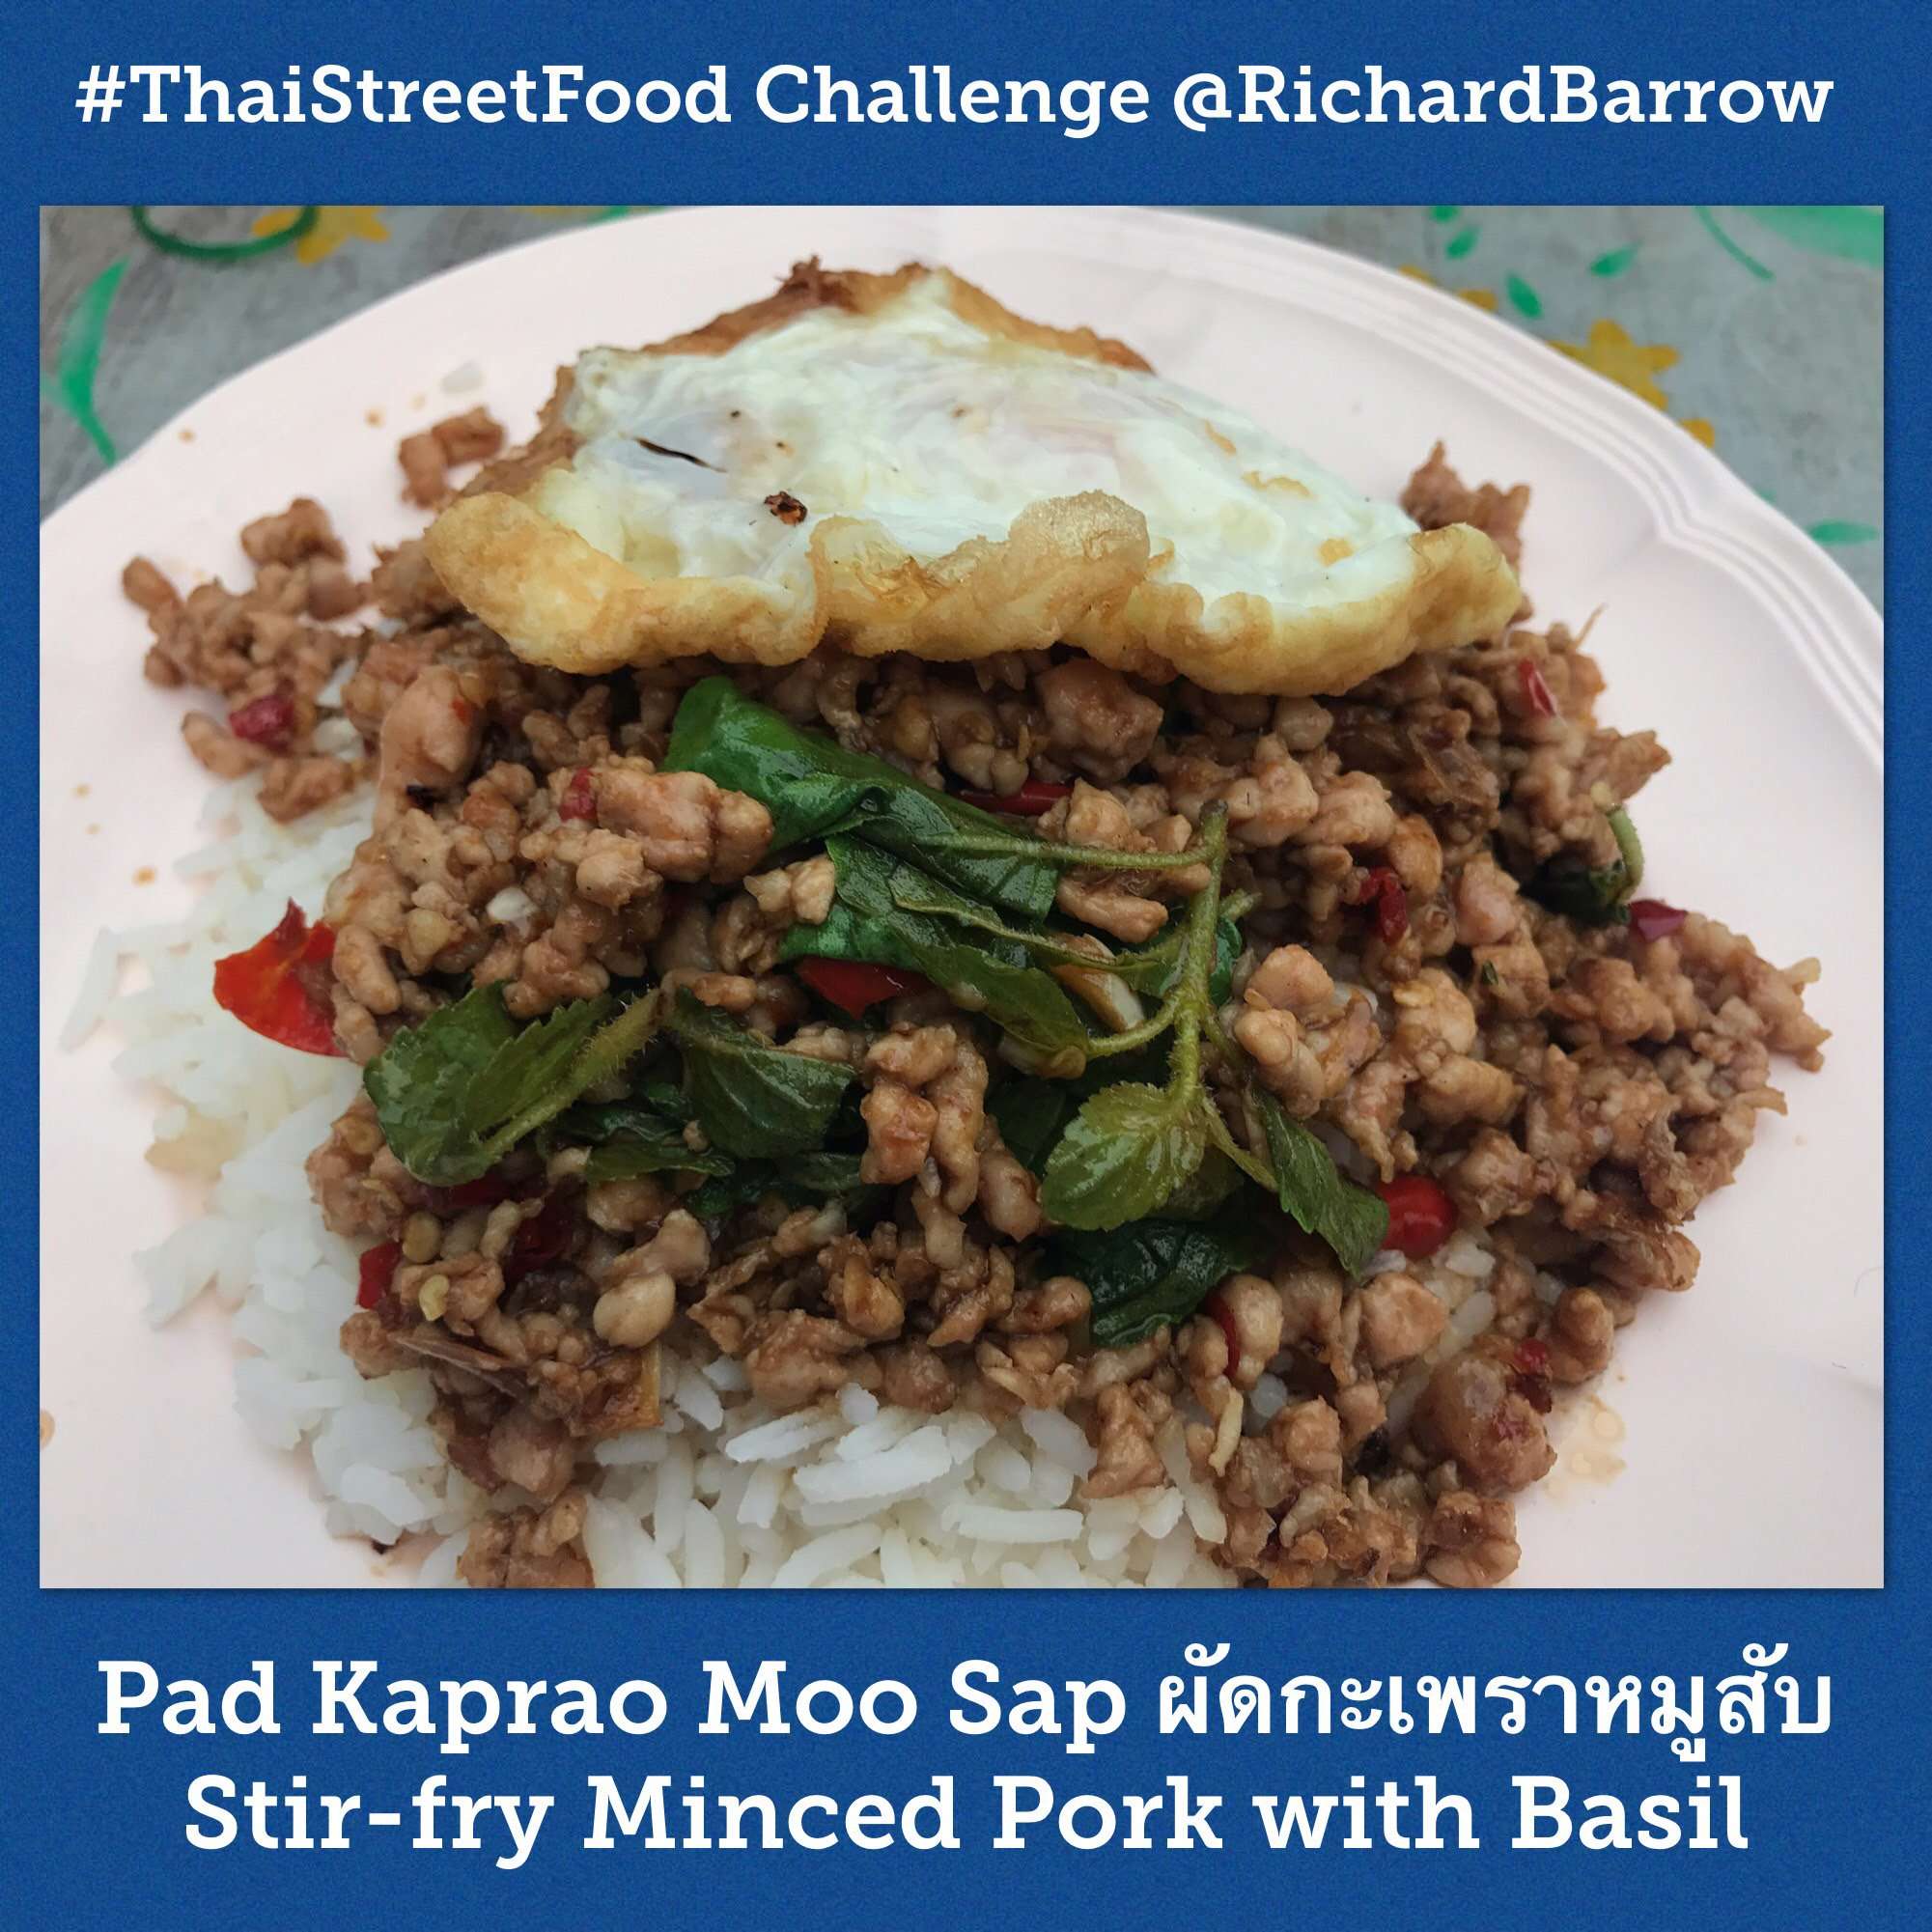 #ThaiStreetFood Challenge @RichardBarrow
Pad Kaprao Moo Sap ผัดกะเพราหมูสับ
Stir-fry Minced Pork with Basil